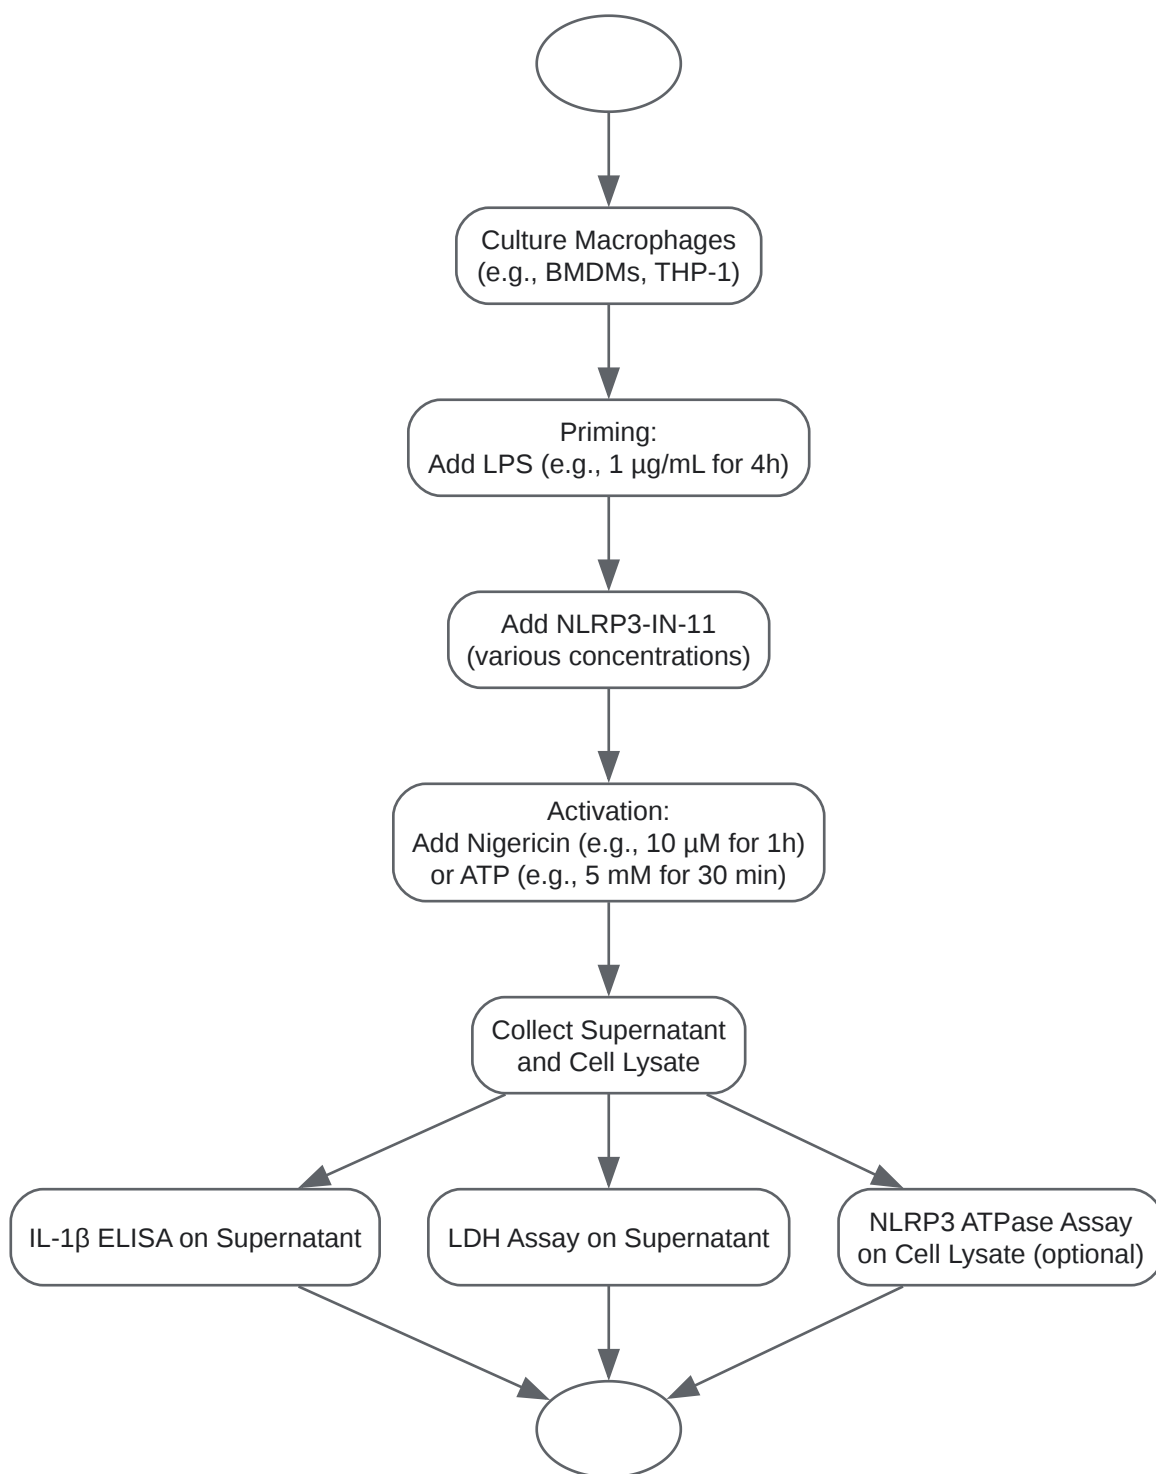 Culture Macrophages
(e.g., BMDMs, THP-1)
Priming:
Add LPS (e.g., 1 µg/mL for 4h)
Add NLRP3-IN-11
(various concentrations)
Activation:
Add Nigericin (e.g., 10 µM for 1h)
or ATP (e.g., 5 mM for 30 min)
Collect Supernatant
and Cell Lysate
IL-1β ELISA on Supernatant
LDH Assay on Supernatant
NLRP3 ATPase Assay
on Cell Lysate (optional)